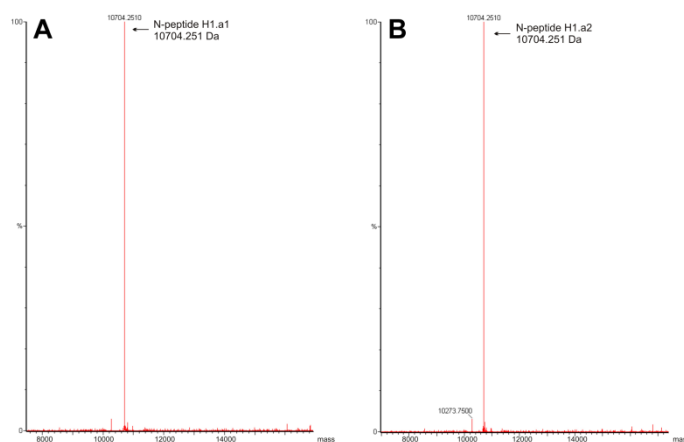 A
100
10704.2510
N-peptide H1.a1
10704.251 Da
%
0
8000 10000 12000 14000 mass
B
100
10704.2510
N-peptide H1.a2
10704.251 Da
%
10273.7500
0
8000 10000 12000 14000 mass